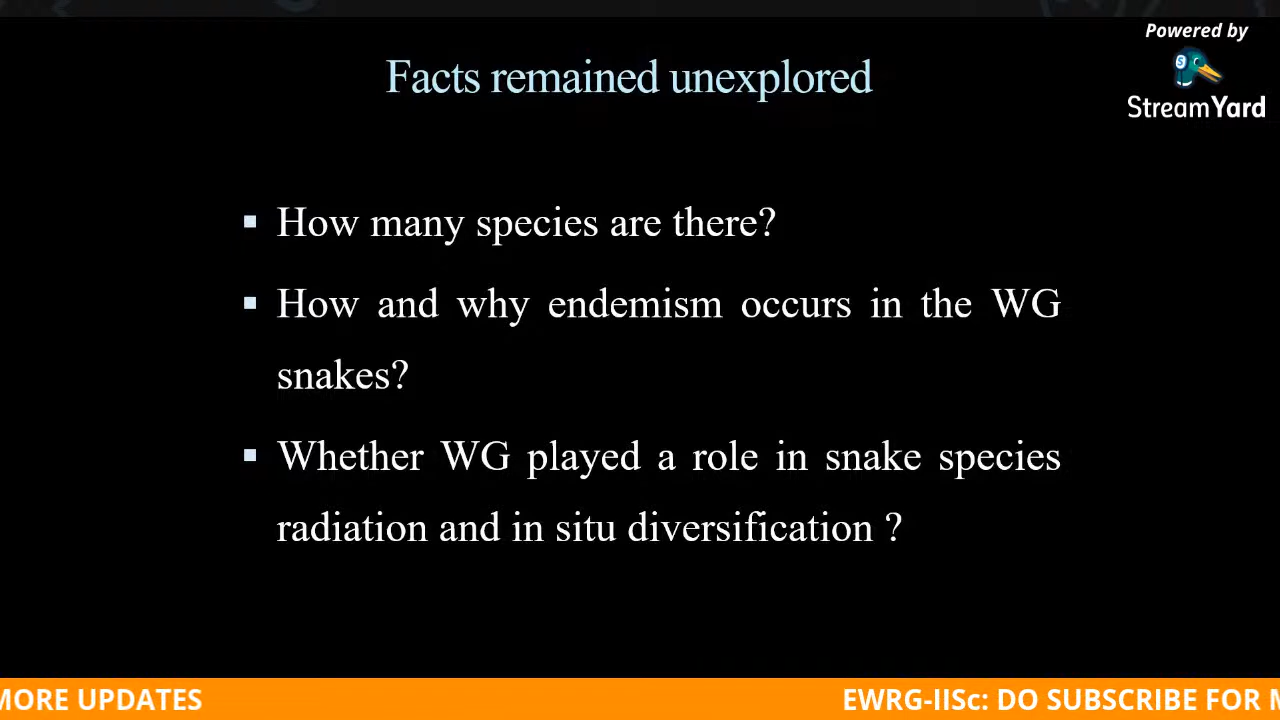 Powered by
StreamYard
Facts remained unexplored
▪ How many species are there?
▪ How and why endemism occurs in the WG
snakes?
▪ Whether WG played a role in snake species
radiation and in situ diversification ?
MORE UPDATES
EWRG-IISc: DO SUBSCRIBE FOR